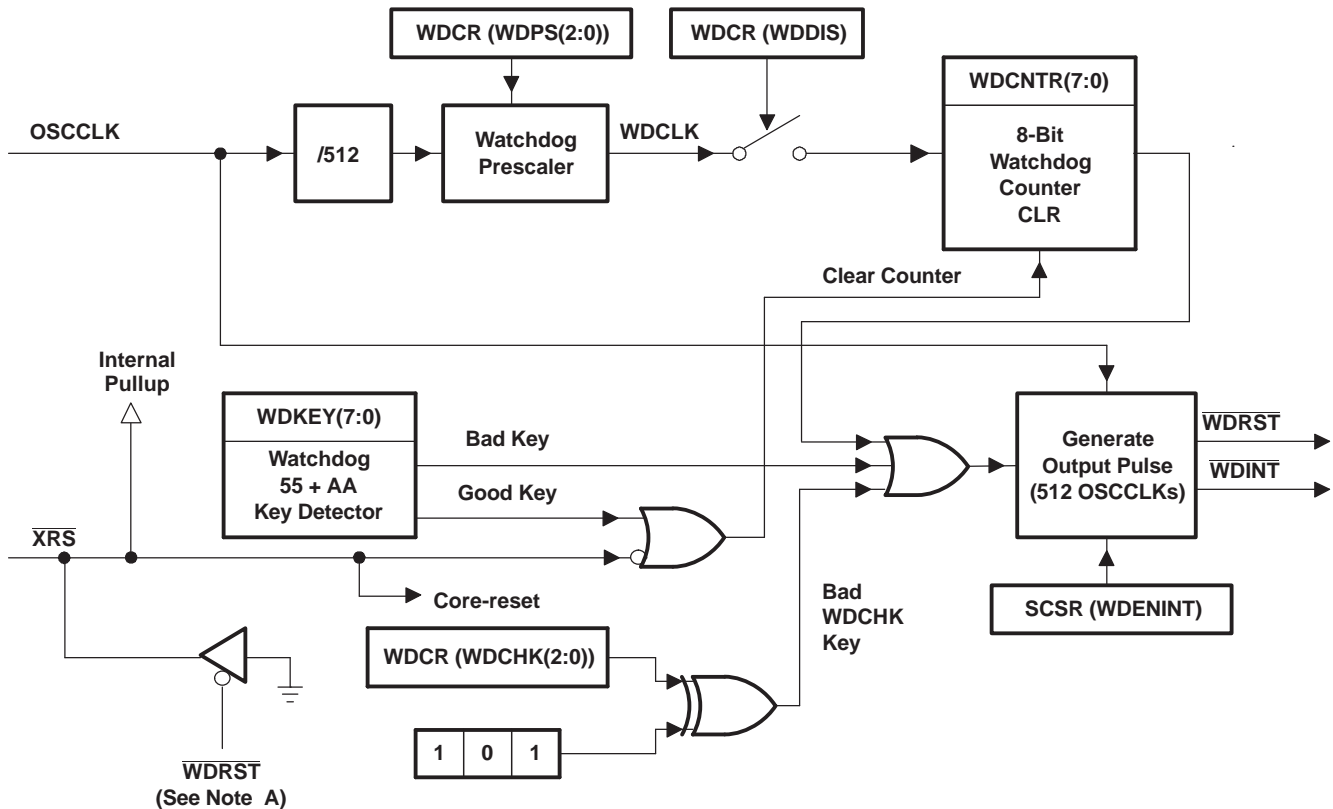 WDCR (WDPS(2:0))
WDCR (WDDIS)
WDCNTR(7:0)
OSCCLK
/512
Watchdog
Prescaler
WDCLK
8-Bit
Watchdog
Counter
CLR
Clear Counter
Internal
Pullup
WDKEY(7:0)
Watchdog
55 + AA
Key Detector
Bad Key
Good Key
Generate
Output Pulse
(512 OSCCLKs)
WDRST
WDINT
XRS
Core-reset
Bad
WDCHK
Key
SCSR (WDENINT)
WDCR (WDCHK(2:0))
1 0 1
WDRST
(See Note A)